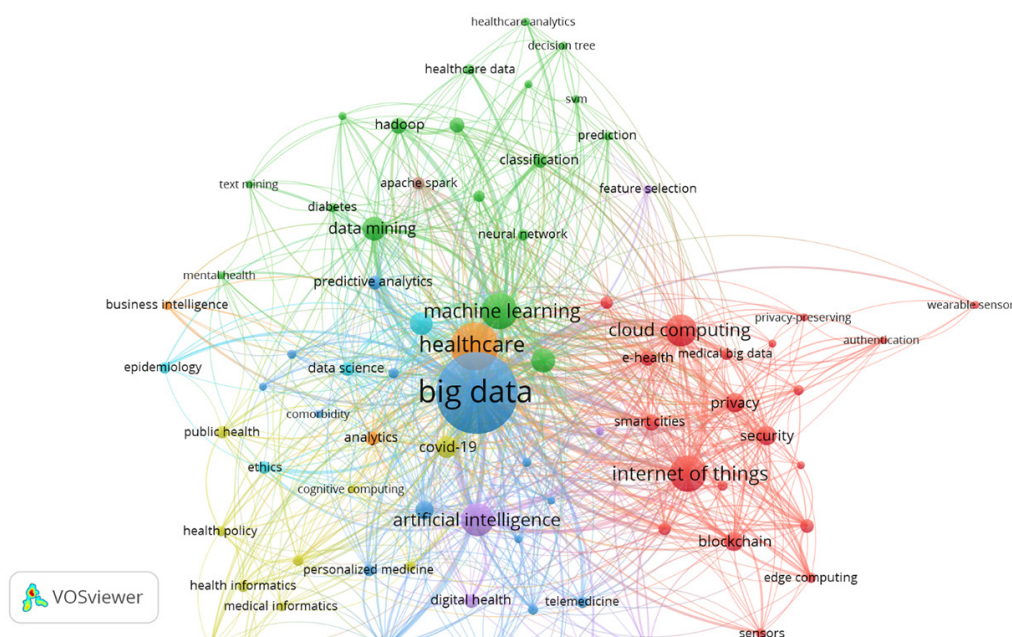 healthcare analytics
decision tree
healthcare data
svm
hadoop
prediction
classification
apache spark
text mining
feature selection
diabetes
data mining
neural network
mental health
predictive analytics
business intelligence
wearable sensor
machine learning
privacy-preserving
cloud computing
authentication
healthcare
e-health
medical big data
epidemiology
data science
big data
privacy
comorbidity
smart cities
public health
analytics
security
covid-19
ethics
internet of things
cognitive computing
artificial intelligence
health policy
blockchain
personalized medicine
edge computing
health informatics
VOSviewer
medical informatics
digital health
telemedicine
sensors